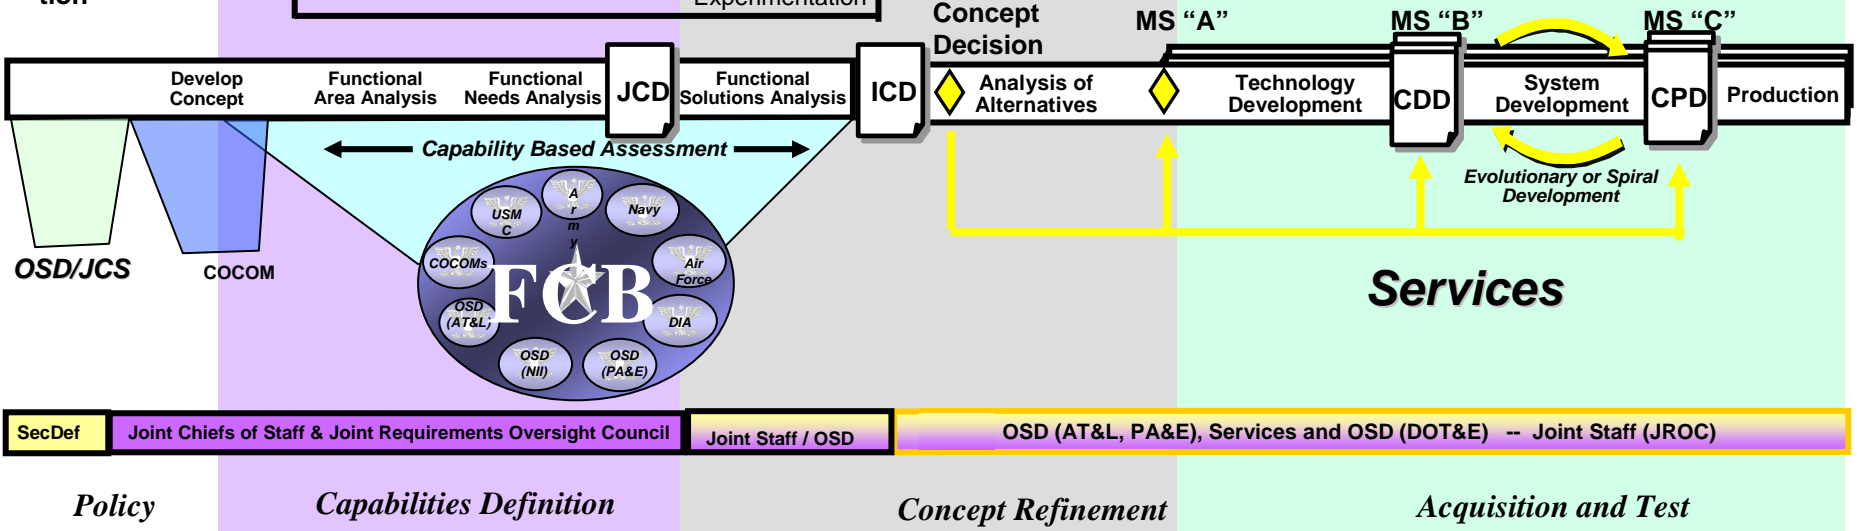 tion
Experimentation
Concept
Decision
MS “A”
MS “B”
MS “C”
Develop
Concept
Functional
Area Analysis
Functional
Needs Analysis
JCD
Functional
Solutions Analysis
ICD
Analysis of
Alternatives
Technology
Development
CDD
System
Development
CPD
Production
Capability Based Assessment
Evolutionary or Spiral
Development
OSD/JCS
COCOM
USM
C
A
r
m
y
Navy
COCOMs
Air
Force
FCB
OSD
(AT&L)
DIA
OSD
(NII)
OSD
(PA&E)
Services
SecDef
Joint Chiefs of Staff & Joint Requirements Oversight Council
Joint Staff / OSD
OSD (AT&L, PA&E), Services and OSD (DOT&E) -- Joint Staff (JROC)
Policy
Capabilities Definition
Concept Refinement
Acquisition and Test